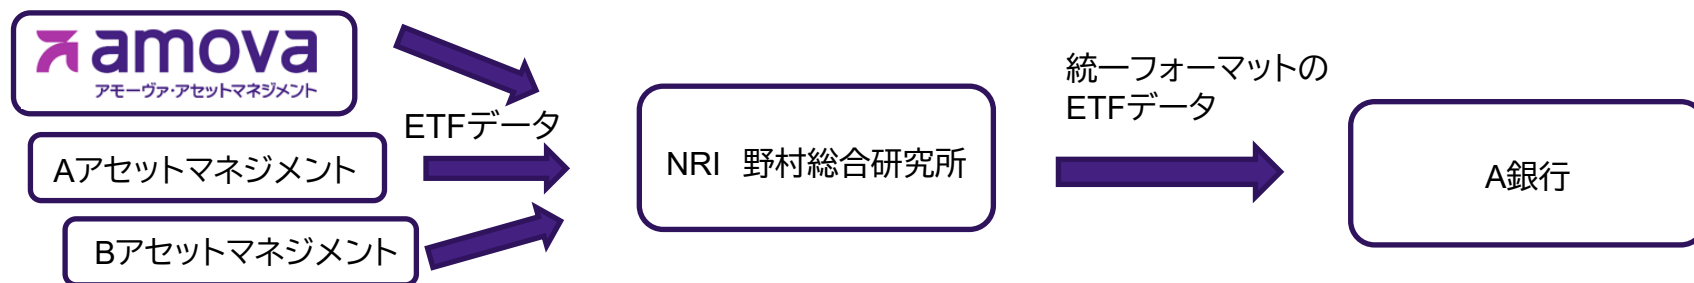 amova
アモーヴァ・アセットマネジメント
Aアセットマネジメント
Bアセットマネジメント
ETFデータ
NRI 野村総合研究所
統一フォーマットの
ETFデータ
A銀行